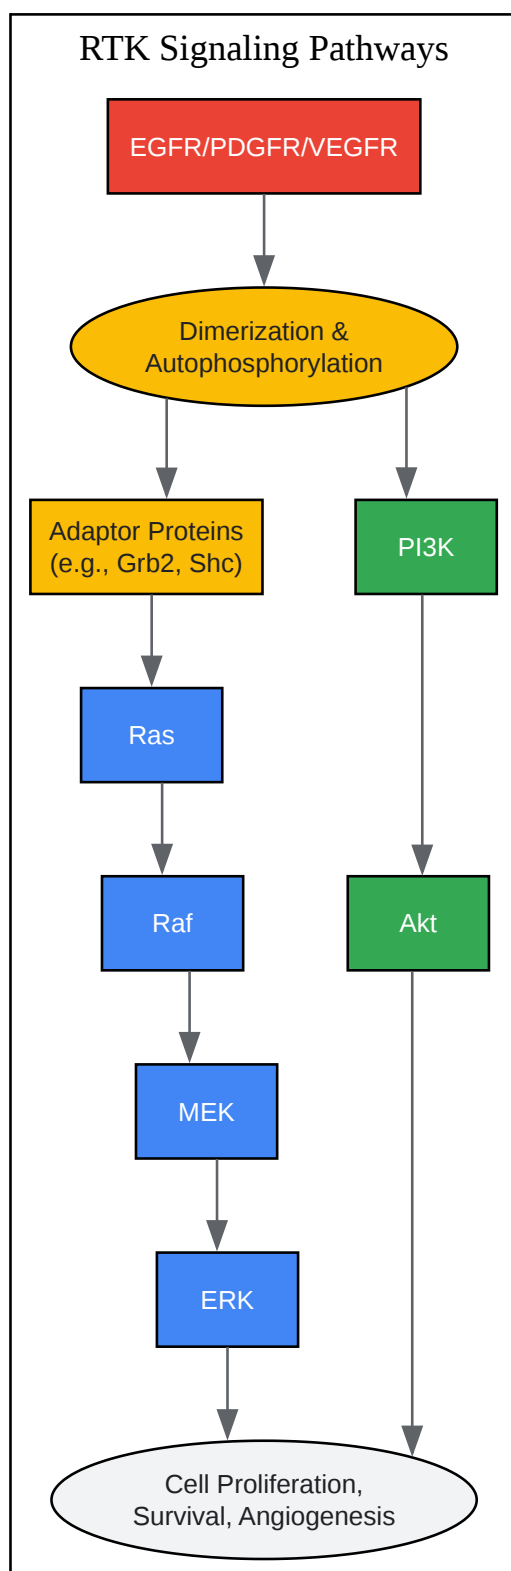 RTK Signaling Pathways
EGFR/PDGFR/VEGFR
Dimerization &
Autophosphorylation
Adaptor Proteins
(e.g., Grb2, Shc)
PI3K
Ras
Raf
Akt
MEK
ERK
Cell Proliferation,
Survival, Angiogenesis